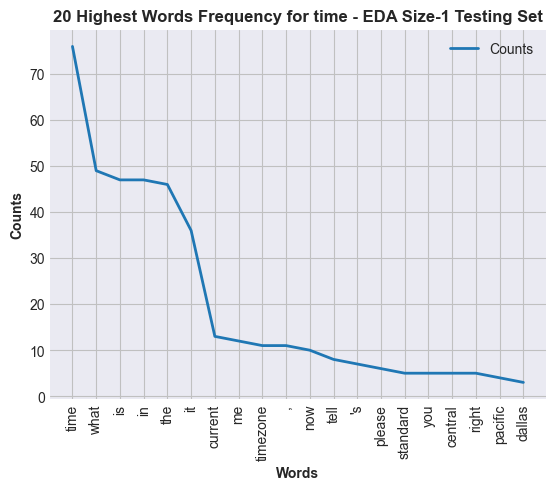 20 Highest Words Frequency for time - EDA Size-1 Testing Set
Counts
70
60
50
40
30
20
10
0
Counts
time
what
is
in
the
it
current
me
timezone
,
now
tell
's
please
standard
you
central
right
pacific
dallas
Words